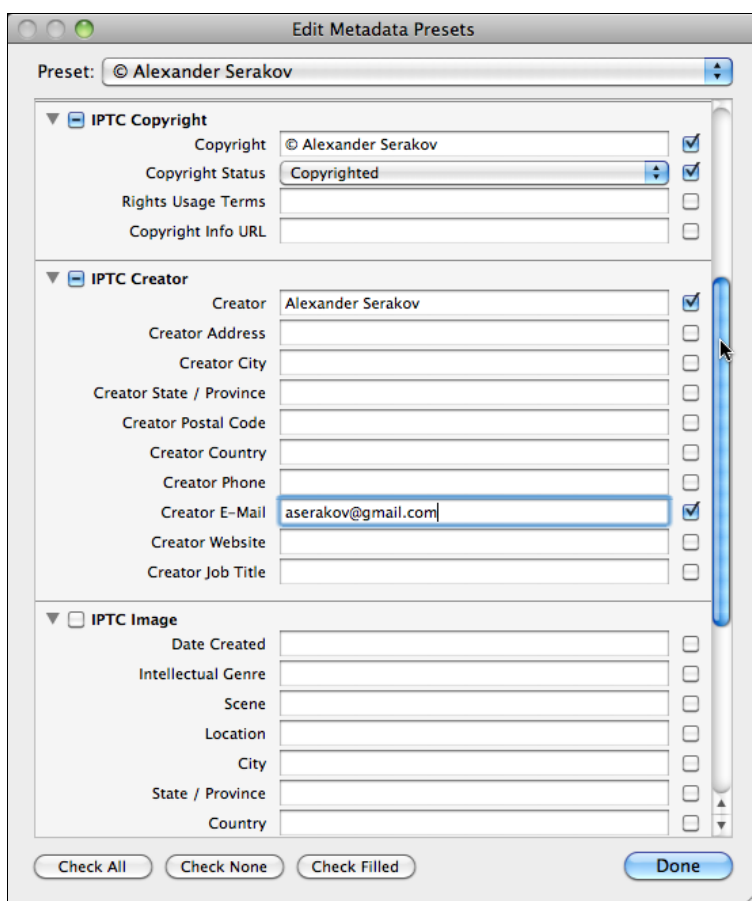 Edit Metadata Presets
Preset: © Alexander Serakov
IPTC Copyright
Copyright © Alexander Serakov
Copyright Status Copyrighted
Rights Usage Terms
Copyright Info URL
IPTC Creator
Creator Alexander Serakov
Creator Address
Creator City
Creator State / Province
Creator Postal Code
Creator Country
Creator Phone
Creator E-Mail aserakov@gmail.com
Creator Website
Creator Job Title
IPTC Image
Date Created
Intellectual Genre
Scene
Location
City
State / Province
Country
Check All Check None Check Filled Done